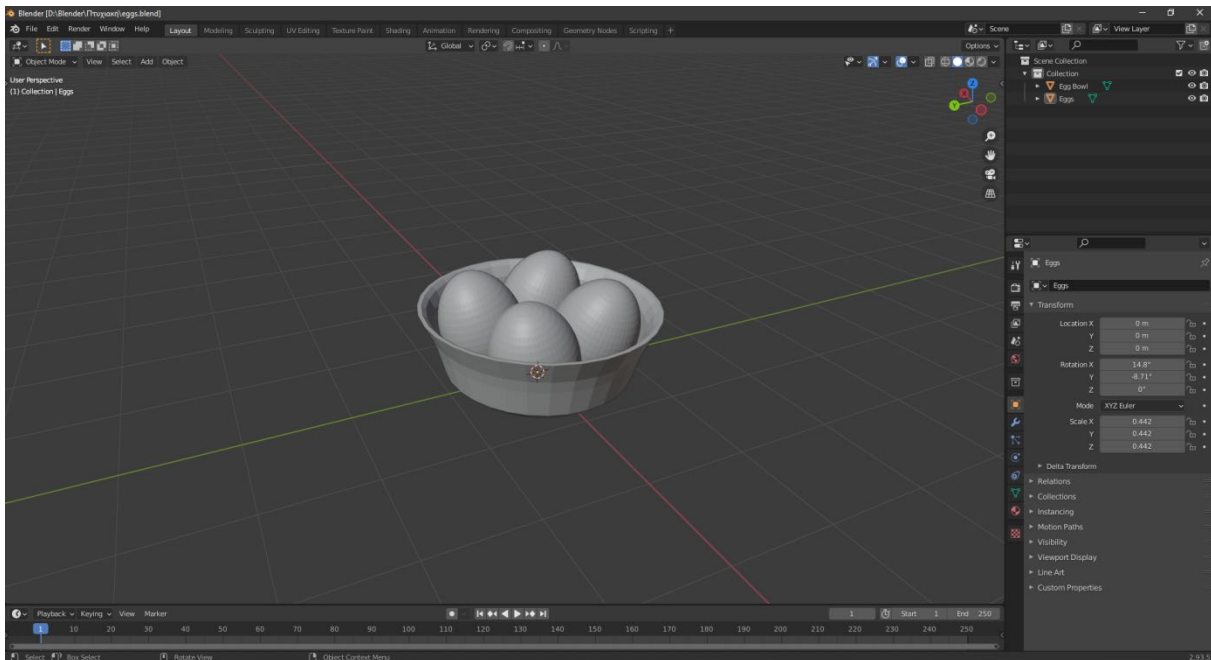 Blender [D:\Blender\Πτυχιακή\eggs.blend]
File Edit Render Window Help Layout Modeling Sculpting UV Editing Texture Paint Shading Animation Rendering Compositing Geometry Nodes Scripting + Scene View Layer
Global Options
Object Mode View Select Add Object
User Perspective
(1) Collection | Eggs
Z
X
Y
Scene Collection
Collection
Egg Bowl
Eggs
Eggs
Eggs
Transform
Location X 0 m
Y 0 m
Z 0 m
Rotation X 14.8°
Y -8.71°
Z 0°
Mode XYZ Euler
Scale X 0.442
Y 0.442
Z 0.442
Delta Transform
Relations
Collections
Instancing
Motion Paths
Visibility
Viewport Display
Line Art
Custom Properties
Playback Keying View Marker 1 Start 1 End 250
1 10 20 30 40 50 60 70 80 90 100 110 120 130 140 150 160 170 180 190 200 210 220 230 240 250
Select Box Select Rotate View Object Context Menu 2.93.5